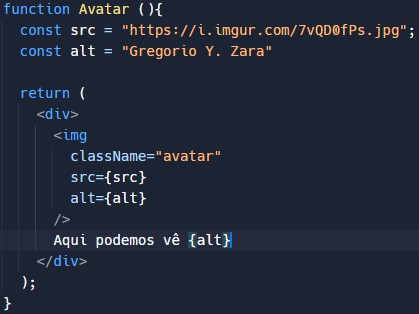 function Avatar (){
const src = "https://i.imgur.com/7vQD0fPs.jpg";
const alt = "Gregorio Y. Zara"
return (
<div>
<img
className="avatar"
src={src}
alt={alt}
/>
Aqui podemos vê {alt}
</div>
);
}